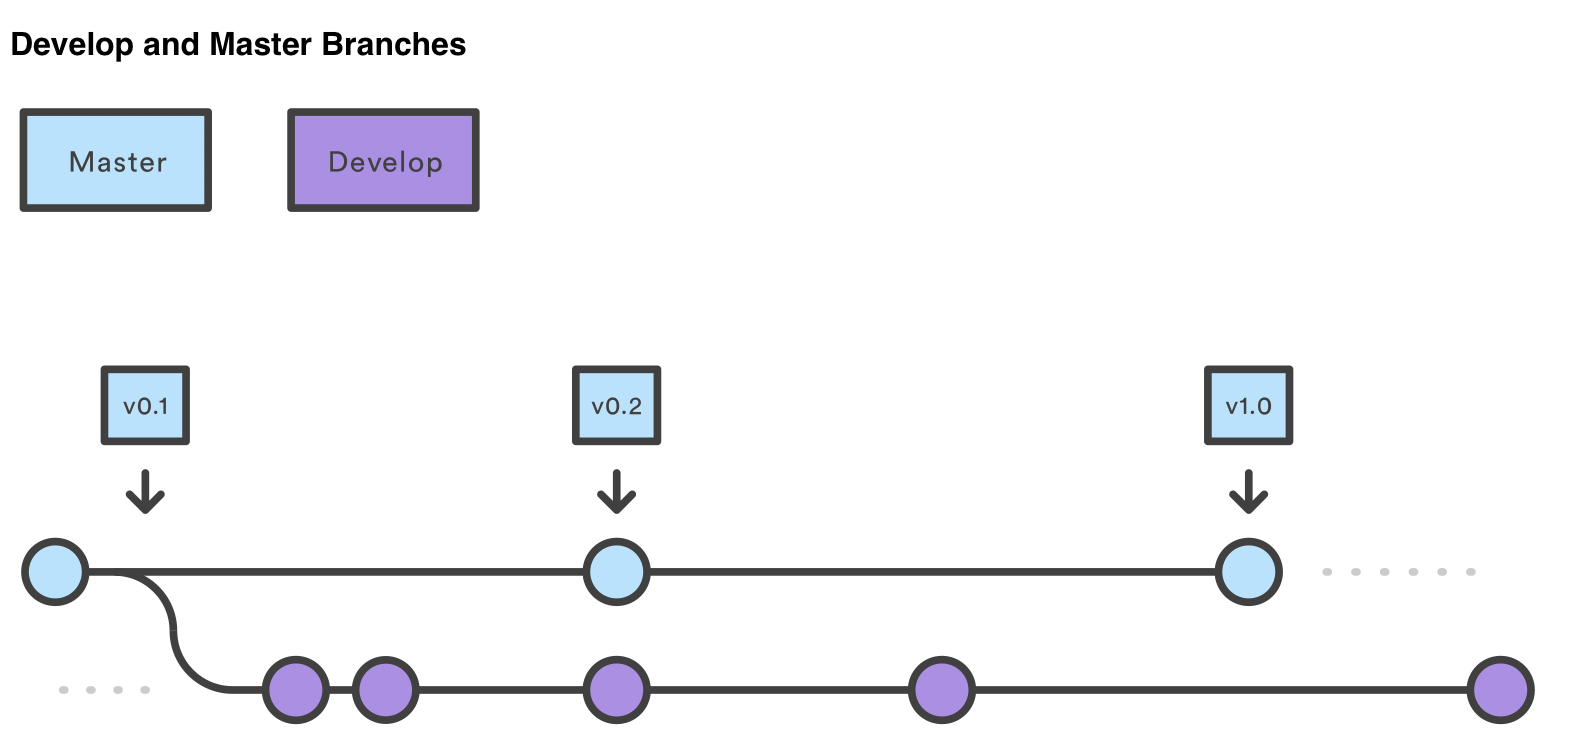 Develop and Master Branches
Master
Develop
v0.1
v0.2
v1.0